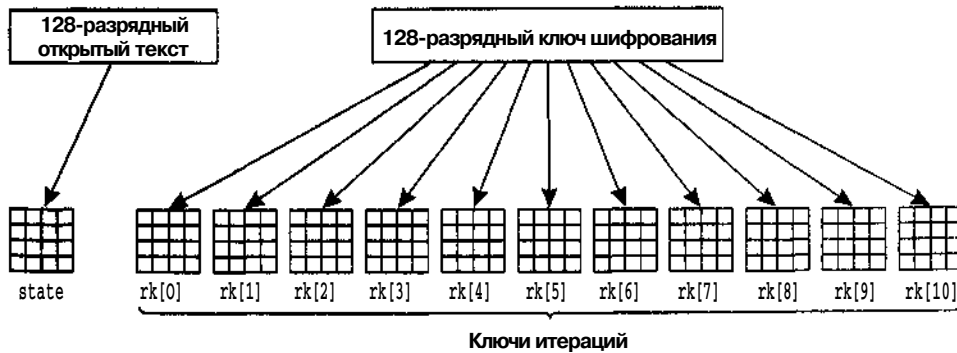 128-разрядный
открытый текст
128-разрядный ключ шифрования
state
rk[0]
rk[1]
rk[2]
rk[3]
rk[4]
rk[5]
rk[6]
rk[7]
rk[8]
rk[9]
rk[10]
Ключи итераций